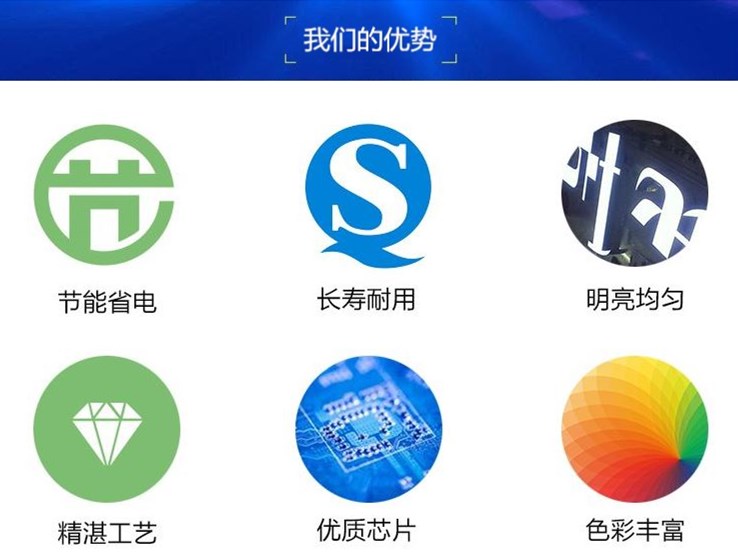 我们的优势
节能省电
长寿耐用
明亮均匀
精湛工艺
优质芯片
色彩丰富